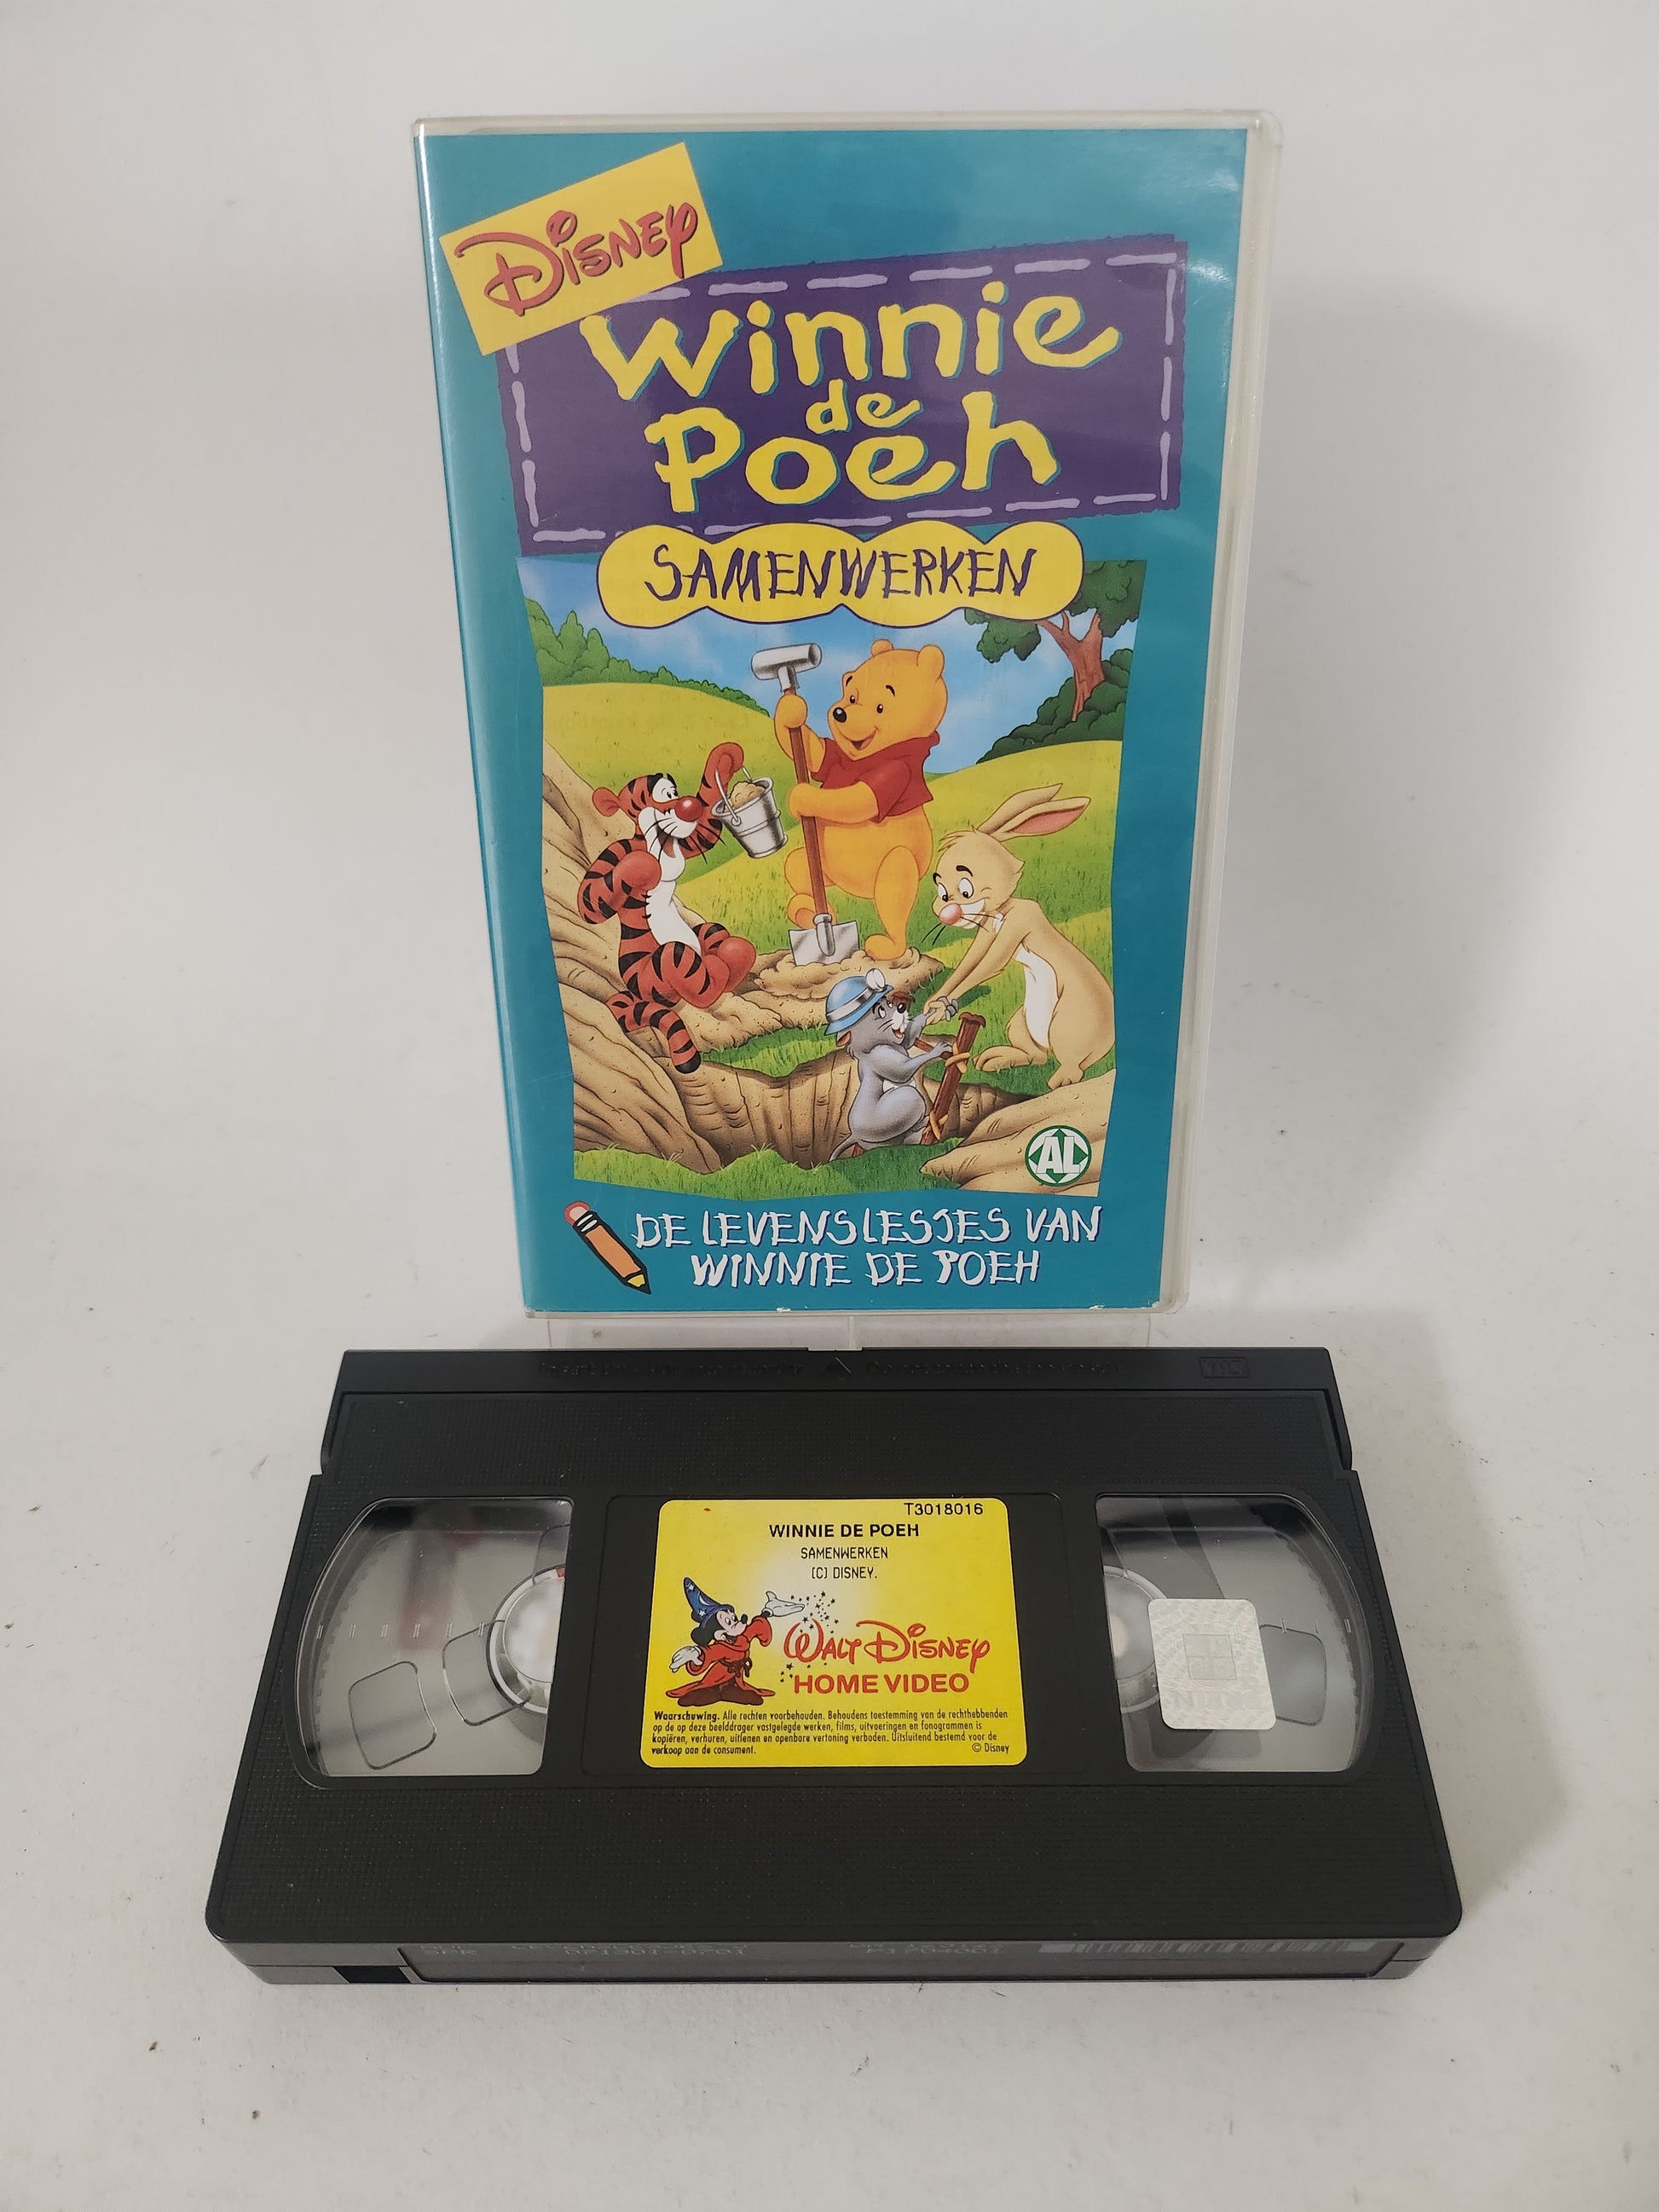 Disney
Winnie
de
Poeh
SAMENWERKEN
AL
DE LEVENSLESJES VAN
WINNIE DE POEH
T3018016
WINNIE DE POEH
SAMENWERKEN
(C) DISNEY.
WALT DISNEY
HOME VIDEO
Waarschuwing. Alle rechten voorbehouden. Behoudens toestemming van de rechthebbenden
op de op deze beelddrager vastgelegde werken, films, uitvoeringen en fonogrammen is
kopiëren, verhuren, uitlenen en openbare vertoning verboden. Uitsluitend bestemd voor de
verkoop aan de consument. © Disney